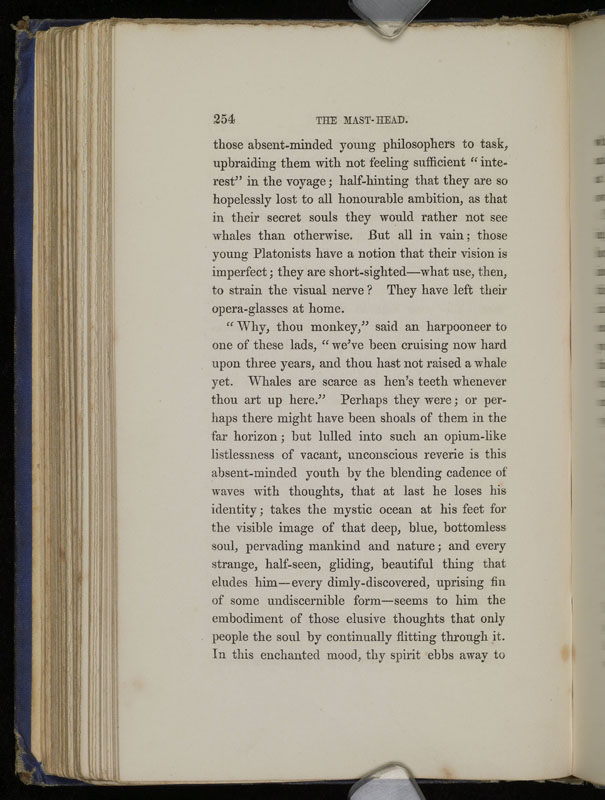 254 THE MAST-HEAD.
those absent-minded young philosophers to task,
upbraiding them with not feeling sufficient “ inte-
rest” in the voyage ; half-hinting that they are so
hopelessly lost to all honourable ambition, as that
in their secret souls they would rather not see
whales than otherwise. But all in vain ; those
young Platonists have a notion that their vision is
imperfect ; they are short-sighted—what use, then,
to strain the visual nerve ? They have left their
opera-glasses at home.
“ Why, thou monkey,” said an harpooneer to
one of these lads, “ we’ve been cruising now hard
upon three years, and thou hast not raised a whale
yet. Whales are scarce as hen’s teeth whenever
thou art up here.” Perhaps they were ; or per-
haps there might have been shoals of them in the
far horizon ; but lulled into such an opium-like
listlessness of vacant, unconscious reverie is this
absent-minded youth by the blending cadence of
waves with thoughts, that at last he loses his
identity ; takes the mystic ocean at his feet for
the visible image of that deep, blue, bottomless
soul, pervading mankind and nature ; and every
strange, half-seen, gliding, beautiful thing that
eludes him—every dimly-discovered, uprising fin
of some undiscernible form—seems to him the
embodiment of those elusive thoughts that only
people the soul by continually flitting through it.
In this enchanted mood, thy spirit ebbs away to